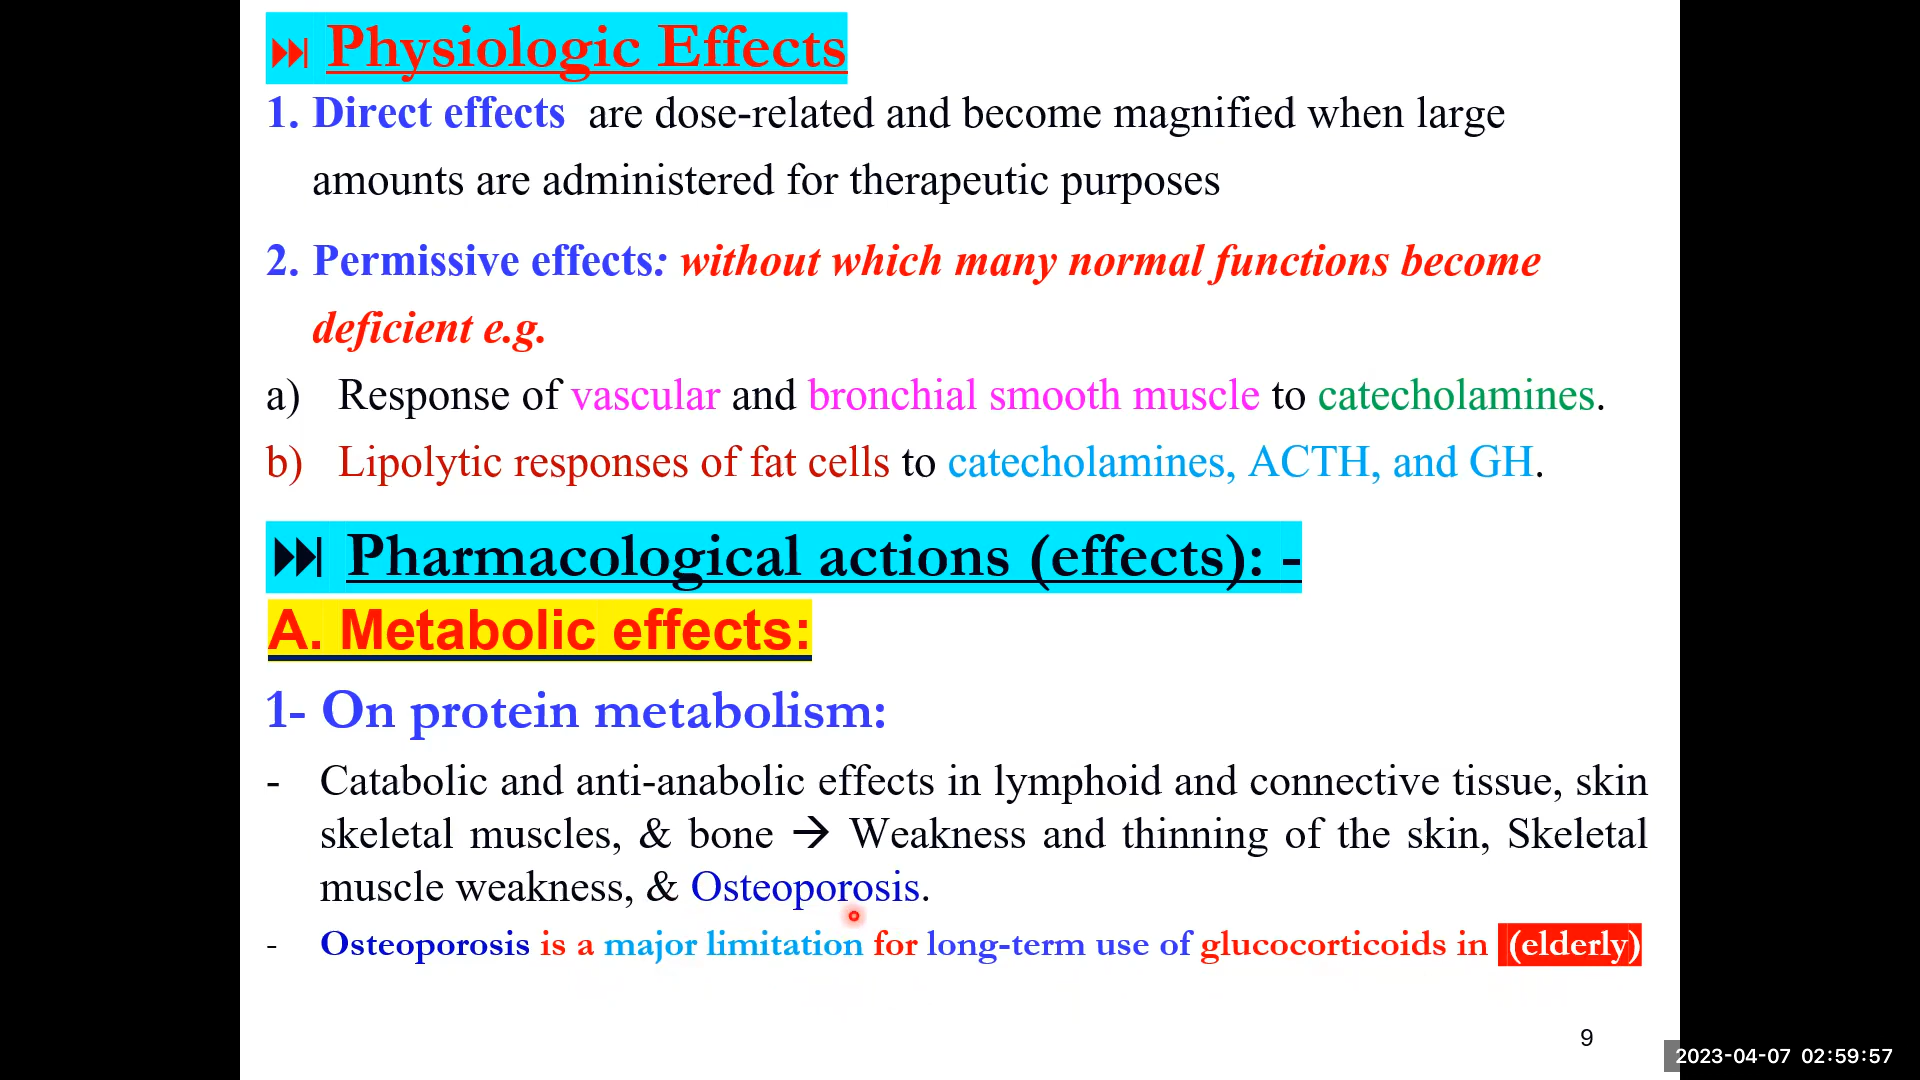 Physiologic Effects
1. Direct effects are dose-related and become magnified when large
amounts are administered for therapeutic purposes
2. Permissive effects: without which many normal functions become
deficient e.g.
a) Response of vascular and bronchial smooth muscle to catecholamines.
b) Lipolytic responses of fat cells to catecholamines, ACTH, and GH.
Pharmacological actions (effects): -
A. Metabolic effects:
1- On protein metabolism:
- Catabolic and anti-anabolic effects in lymphoid and connective tissue, skin
skeletal muscles, & bone → Weakness and thinning of the skin, Skeletal
muscle weakness, & Osteoporosis.
- Osteoporosis is a major limitation for long-term use of glucocorticoids in (elderly)
9
2023-04-07 02:59:57